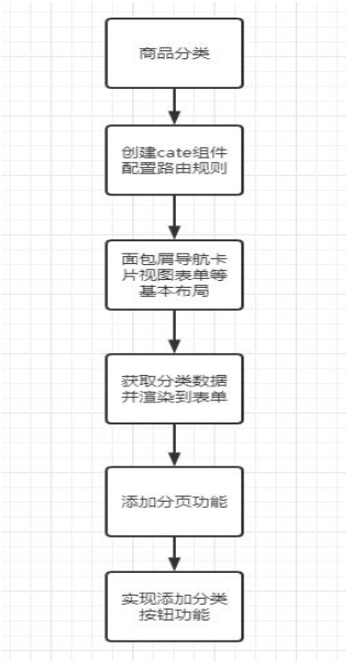 商品分类
创建cate组件
配置路由规则
面包屑导航卡
片视图表单等
基本布局
获取分类数据
并渲染到表单
添加分页功能
实现添加分类
按钮功能